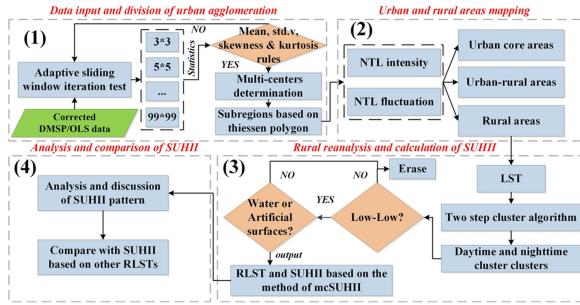 Data input and division of urban agglomeration
(1)
Adaptive sliding
window iteration test
Corrected
DMSP/OLS data
3*3
5*5
...
99*99
Statistics
NO
Mean, std.v,
skewness & kurtosis
rules
YES
Multi-centers
determination
Subregions based on
thiessen polygon
Urban and rural areas mapping
(2)
NTL intensity
NTL fluctuation
Urban core areas
Urban-rural areas
Rural areas
Rural reanalysis and calculation of SUHII
(3)
LST
Two step cluster algorithm
Daytime and nighttime
cluster clusters
Low-Low?
NO
Erase
YES
Water or
Artificial
surfaces?
NO
output
RLST and SUHII based on the
method of mcSUHII
Analysis and comparison of SUHII
(4)
Analysis and discussion
of SUHII pattern
Compare with SUHII
based on other RLSTs